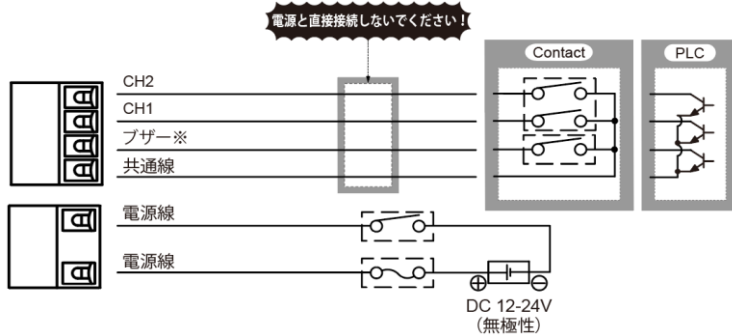 電源と直接接続しないでください！
Contact
PLC
CH2
CH1
ブザー※
共通線
電源線
電源線
DC 12-24V
(無極性)